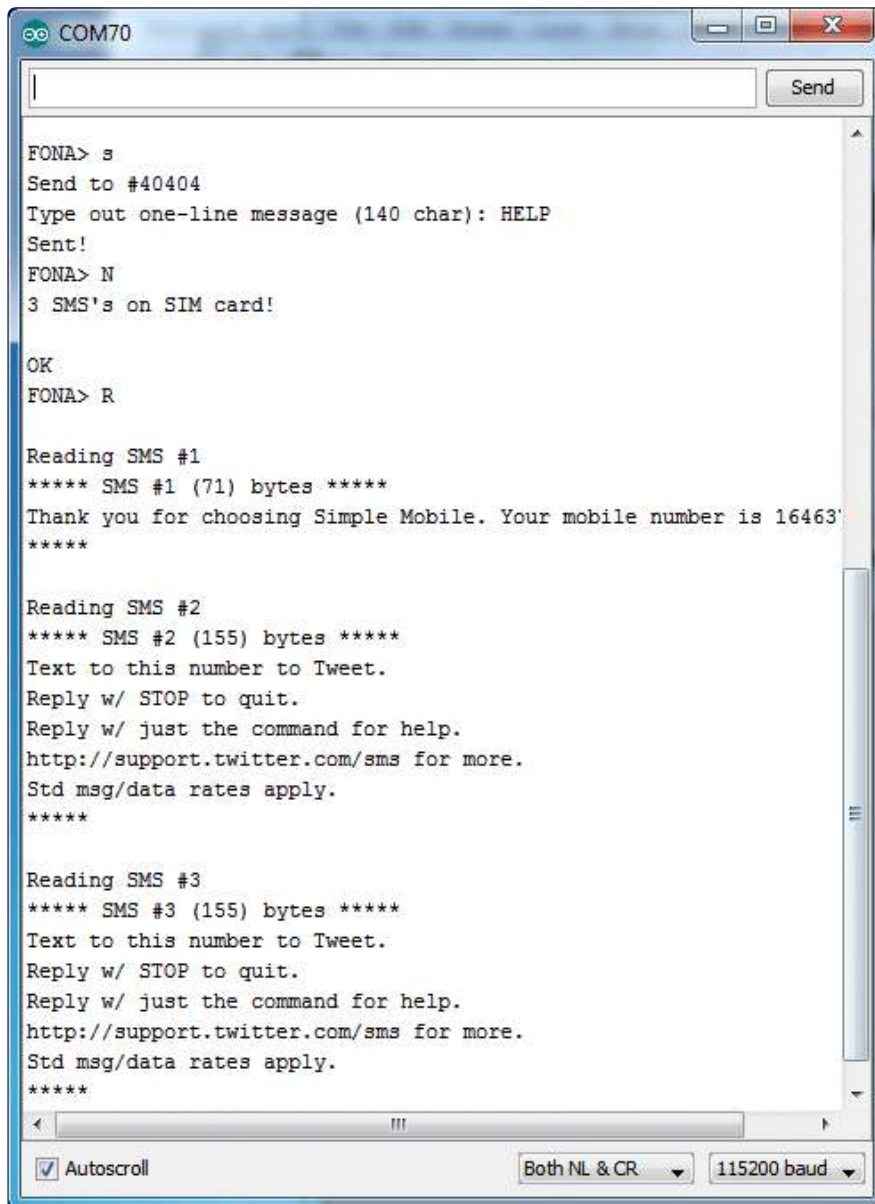 COM70
Send
FONA> s
Send to #40404
Type out one-line message (140 char): HELP
Sent!
FONA> N
3 SMS's on SIM card!
OK
FONA> R
Reading SMS #1
***** SMS #1 (71) bytes *****
Thank you for choosing Simple Mobile. Your mobile number is 16463
*****
Reading SMS #2
***** SMS #2 (155) bytes *****
Text to this number to Tweet.
Reply w/ STOP to quit.
Reply w/ just the command for help.
http://support.twitter.com/sms for more.
Std msg/data rates apply.
*****
Reading SMS #3
***** SMS #3 (155) bytes *****
Text to this number to Tweet.
Reply w/ STOP to quit.
Reply w/ just the command for help.
http://support.twitter.com/sms for more.
Std msg/data rates apply.
*****
Autoscroll
Both NL & CR
115200 baud